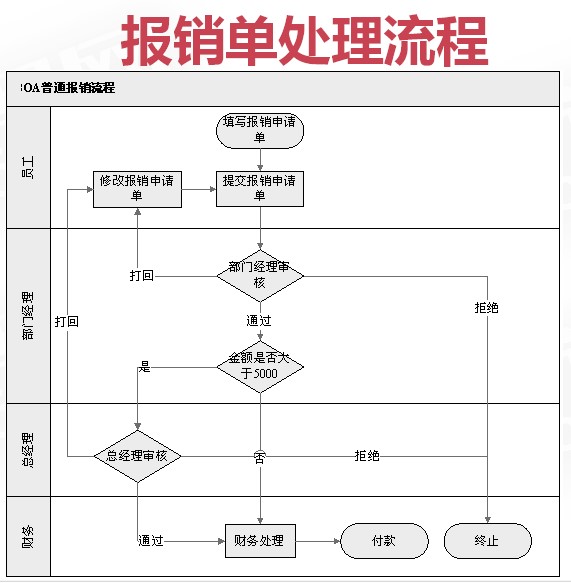 报销单处理流程
OA普通报销流程
员工
填写报销申请
单
修改报销申请
单
提交报销申请
单
部门经理
打回
部门经理审
核
拒绝
打回
通过
金额是否大
于5000
是
总经理
总经理审核
否
拒绝
财务
通过
财务处理
付款
终止